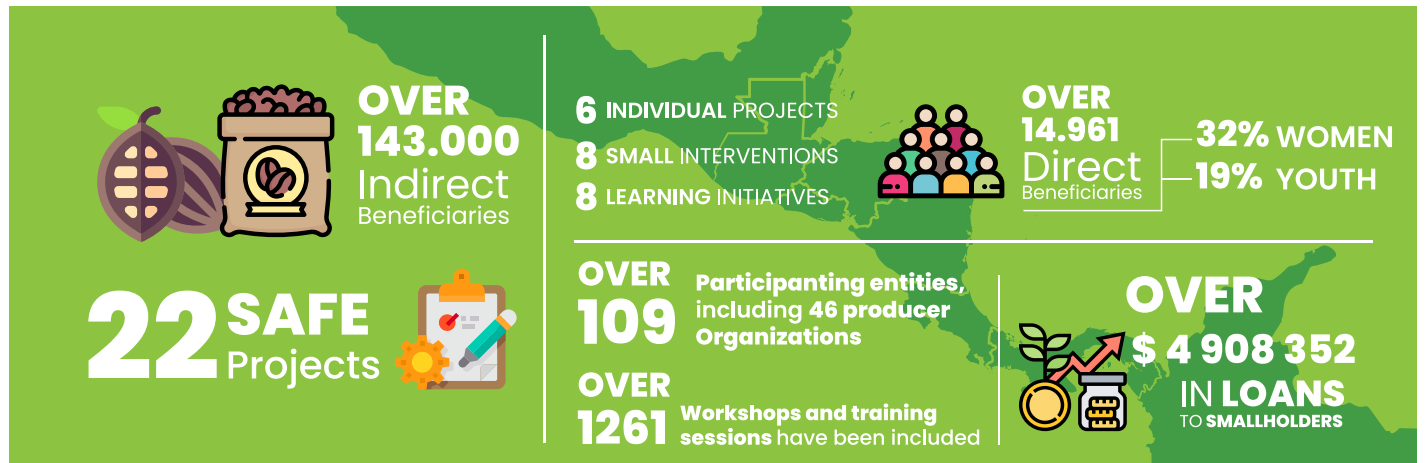 OVER
143.000
Indirect
Beneficiaries
22 SAFE
Projects
6 INDIVIDUAL PROJECTS
8 SMALL INTERVENTIONS
8 LEARNING INITIATIVES
OVER
14.961
Direct
Beneficiaries
32% WOMEN
19% YOUTH
OVER
109
Participanting entities,
including 46 producer
Organizations
OVER
1261
Workshops and training
sessions have been included
OVER
$ 4 908 352
IN LOANS
TO SMALLHOLDERS